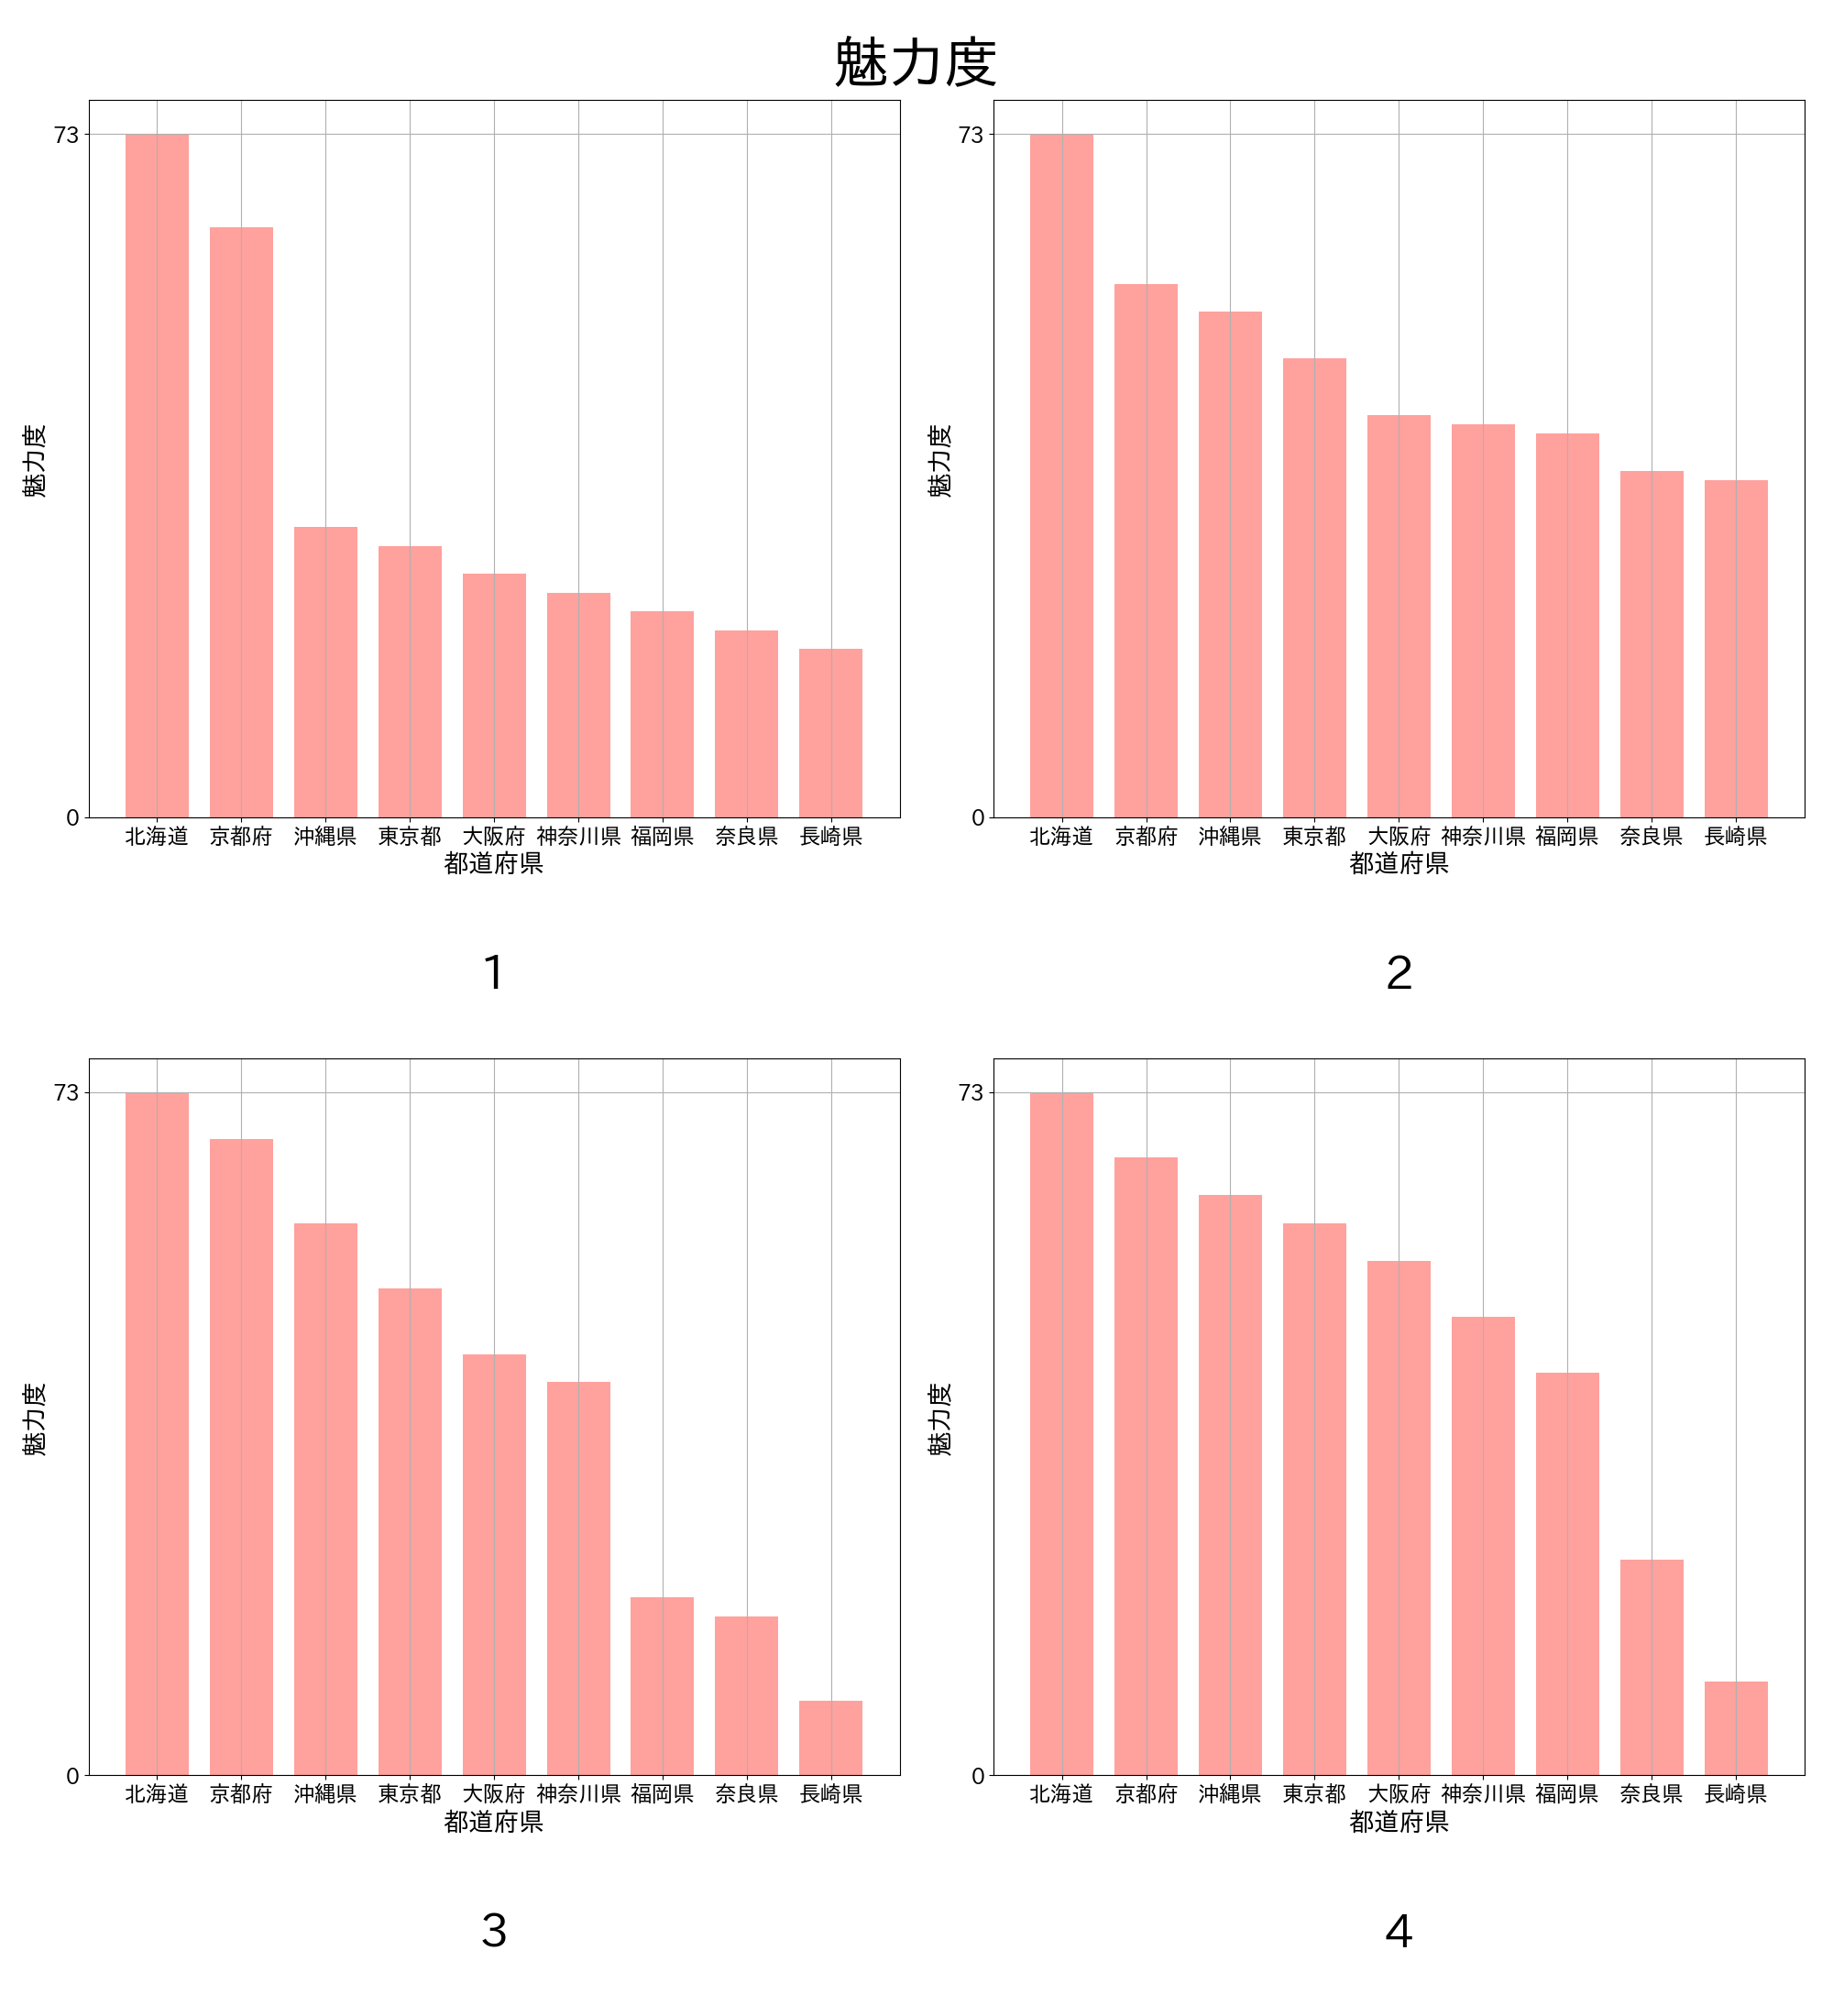 魅力度
73
0
魅力度
北海道 京都府 沖縄県 東京都 大阪府 神奈川県 福岡県 奈良県 長崎県
都道府県
1
73
0
魅力度
北海道 京都府 沖縄県 東京都 大阪府 神奈川県 福岡県 奈良県 長崎県
都道府県
2
73
0
魅力度
北海道 京都府 沖縄県 東京都 大阪府 神奈川県 福岡県 奈良県 長崎県
都道府県
3
73
0
魅力度
北海道 京都府 沖縄県 東京都 大阪府 神奈川県 福岡県 奈良県 長崎県
都道府県
4